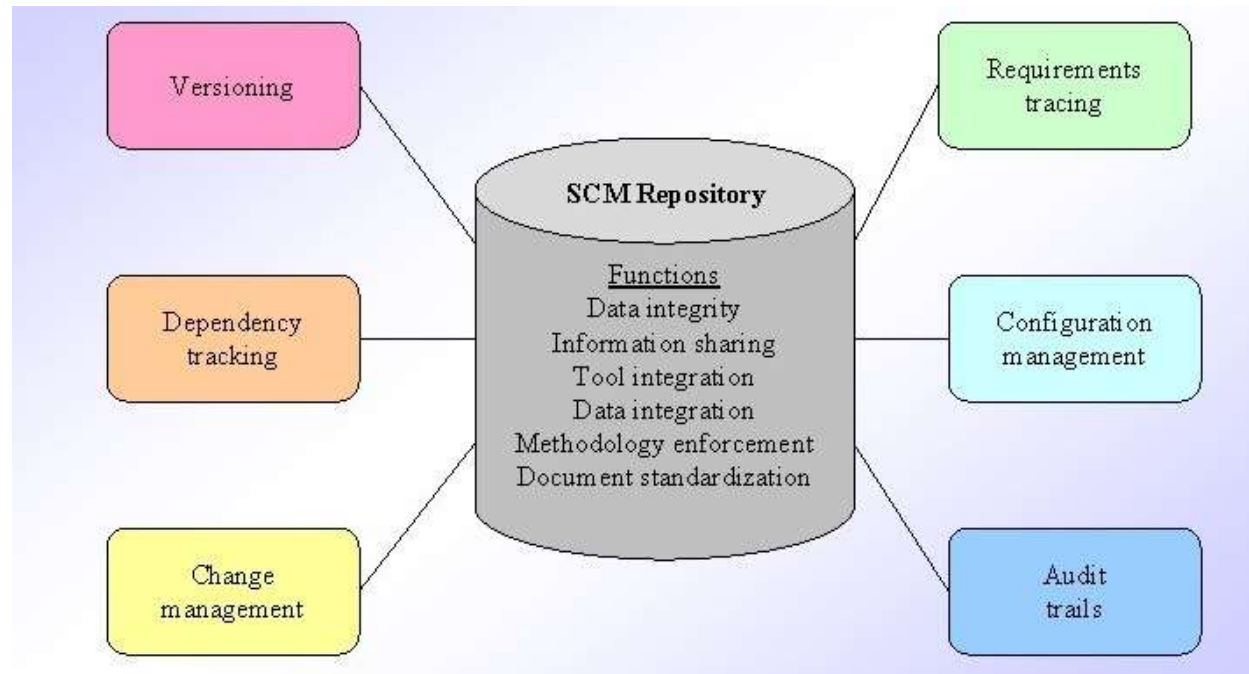 Versioning
Requirements
tracing
SCM Repository
Functions
Data integrity
Information sharing
Tool integration
Data integration
Methodology enforcement
Document standardization
Dependency
tracking
Configuration
management
Change
management
Audit
trails